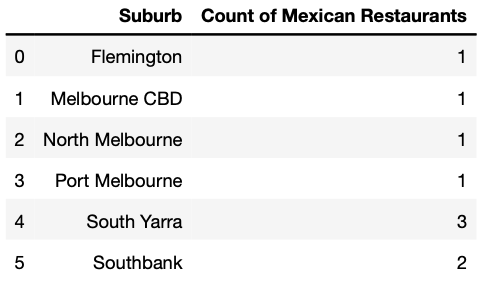 Suburb Count of Mexican Restaurants
0 Flemington 1
1 Melbourne CBD 1
2 North Melbourne 1
3 Port Melbourne 1
4 South Yarra 3
5 Southbank 2